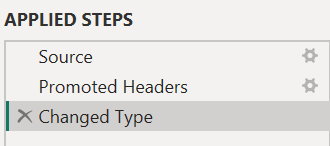 APPLIED STEPS
Source
Promoted Headers
Changed Type